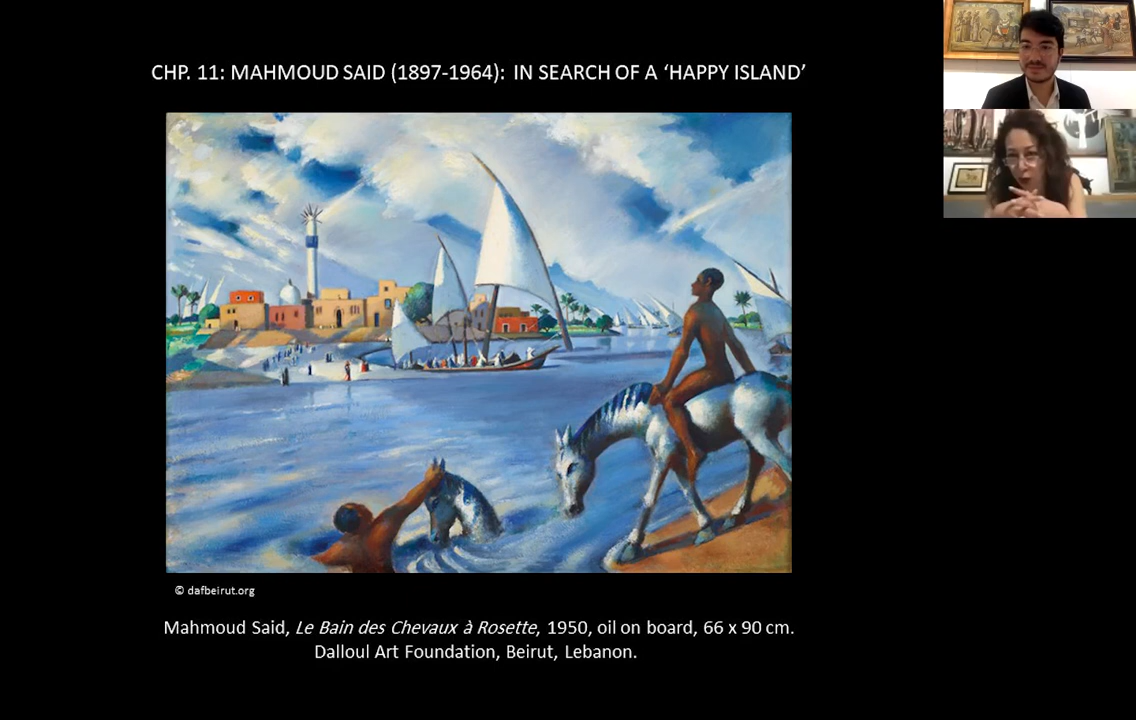 CHP. 11: MAHMOUD SAID (1897-1964): IN SEARCH OF A ‘HAPPY ISLAND’
© dafbeirut.org
Mahmoud Said, Le Bain des Chevaux à Rosette, 1950, oil on board, 66 x 90 cm.
Dalloul Art Foundation, Beirut, Lebanon.